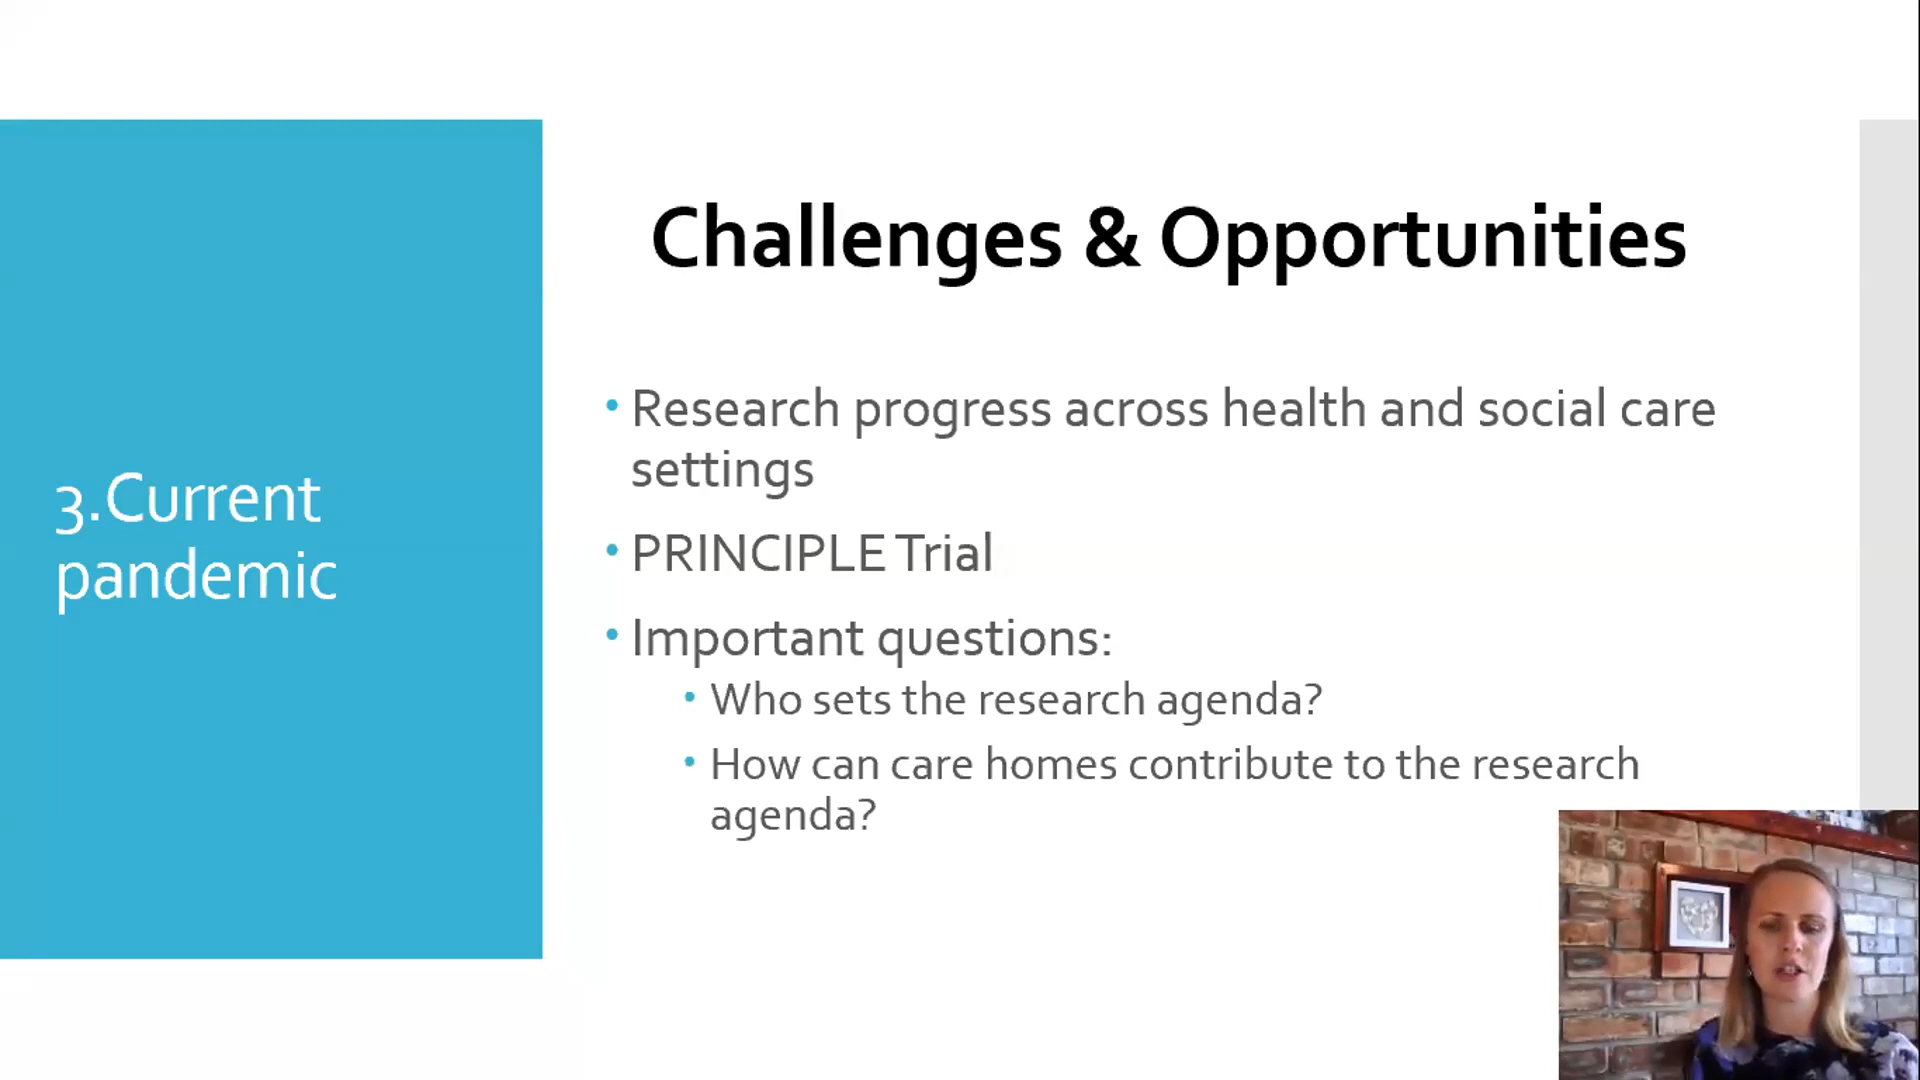 3.Current
pandemic
Challenges & Opportunities
• Research progress across health and social care
settings
• PRINCIPLE Trial
• Important questions:
• Who sets the research agenda?
• How can care homes contribute to the research
agenda?